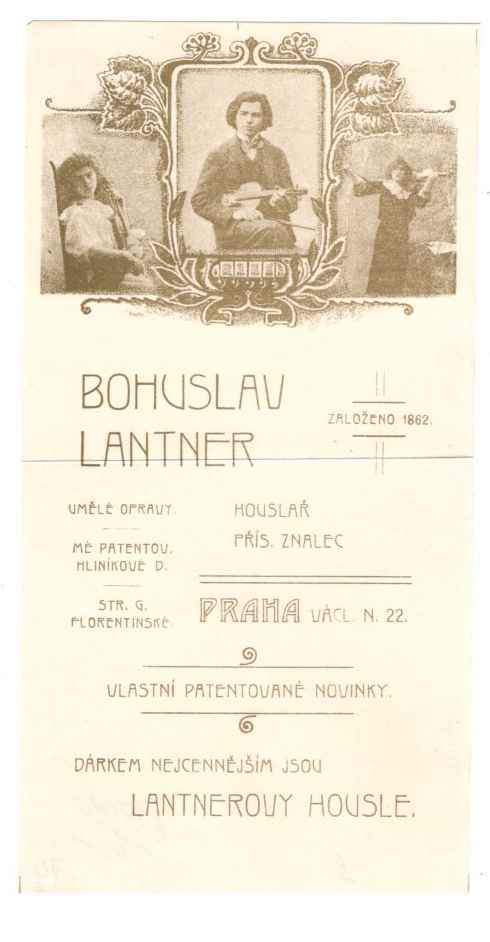 BOHUSLAV
LANTNER
ZALOŽENO 1862.
UMĚLÉ OPRAVY.
MÉ PATENTOV.
HLINÍKOVÉ D.
STR. G.
FLORENTINSKÉ.
HOUSLAŘ
PŘÍS. ZNALEC
PRAHA VÁCL. N. 22.
VLASTNÍ PATENTOVANÉ NOVINKY.
DÁRKEM NEJCENNĚJŠÍM JSOU
LANTNEROVY HOUSLE.